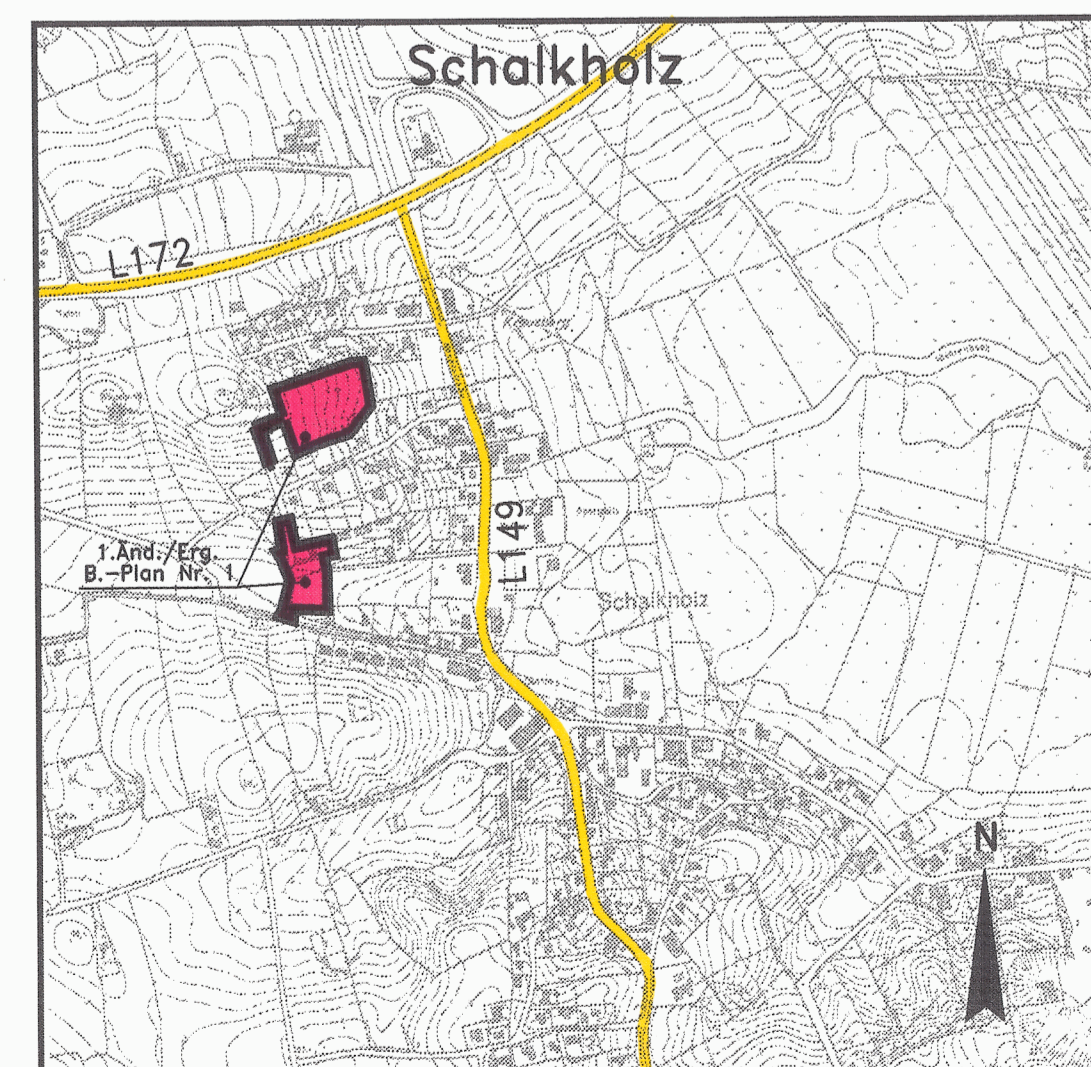 Schalkholz
L172
L149
1.Änd./Erg.
B.-Plan Nr. 1
Schalkholz
N